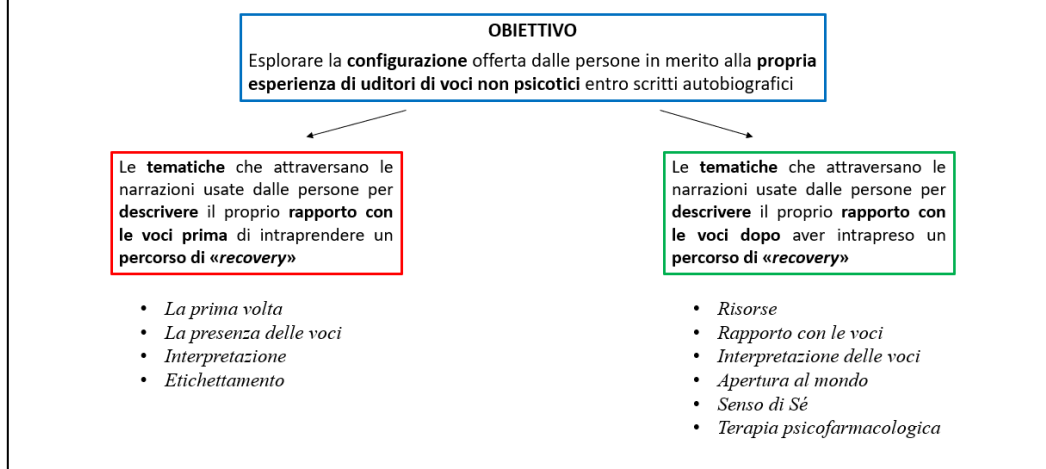 OBIETTIVO
Esplorare la configurazione offerta dalle persone in merito alla propria
esperienza di uditori di voci non psicotici entro scritti autobiografici
Le tematiche che attraversano le
narrazioni usate dalle persone per
descrivere il proprio rapporto con
le voci prima di intraprendere un
percorso di «recovery»
• La prima volta
• La presenza delle voci
• Interpretazione
• Etichettamento
Le tematiche che attraversano le
narrazioni usate dalle persone per
descrivere il proprio rapporto con
le voci dopo aver intrapreso un
percorso di «recovery»
• Risorse
• Rapporto con le voci
• Interpretazione delle voci
• Apertura al mondo
• Senso di Sé
• Terapia psicofarmacologica